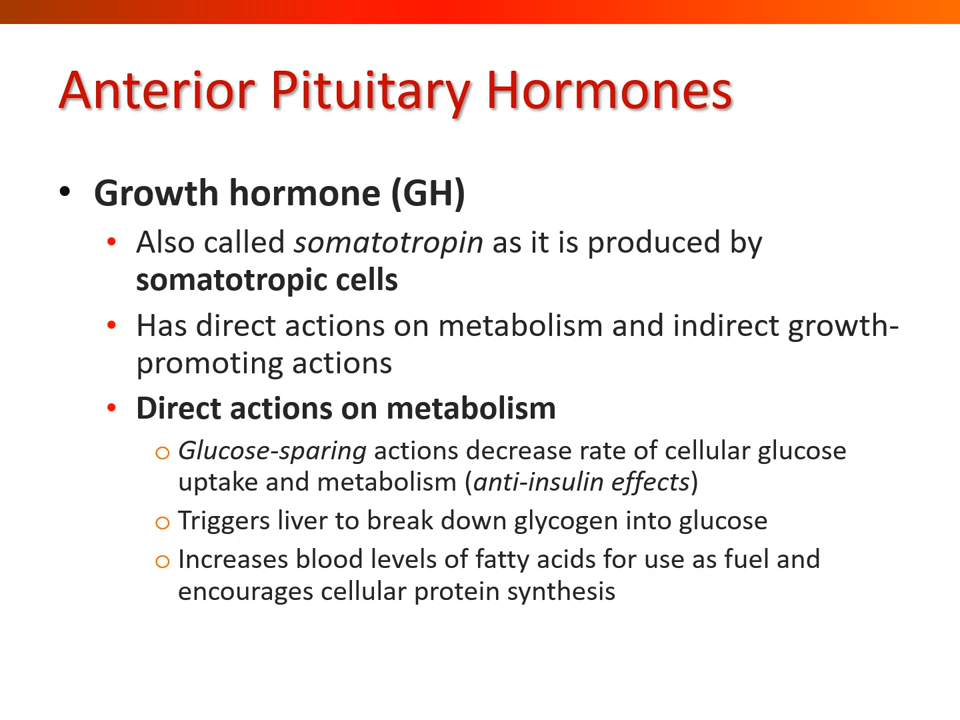 Anterior Pituitary Hormones
• Growth hormone (GH)
• Also called somatotropin as it is produced by
somatotropic cells
• Has direct actions on metabolism and indirect growth-
promoting actions
• Direct actions on metabolism
o Glucose-sparing actions decrease rate of cellular glucose
uptake and metabolism (anti-insulin effects)
o Triggers liver to break down glycogen into glucose
o Increases blood levels of fatty acids for use as fuel and
encourages cellular protein synthesis